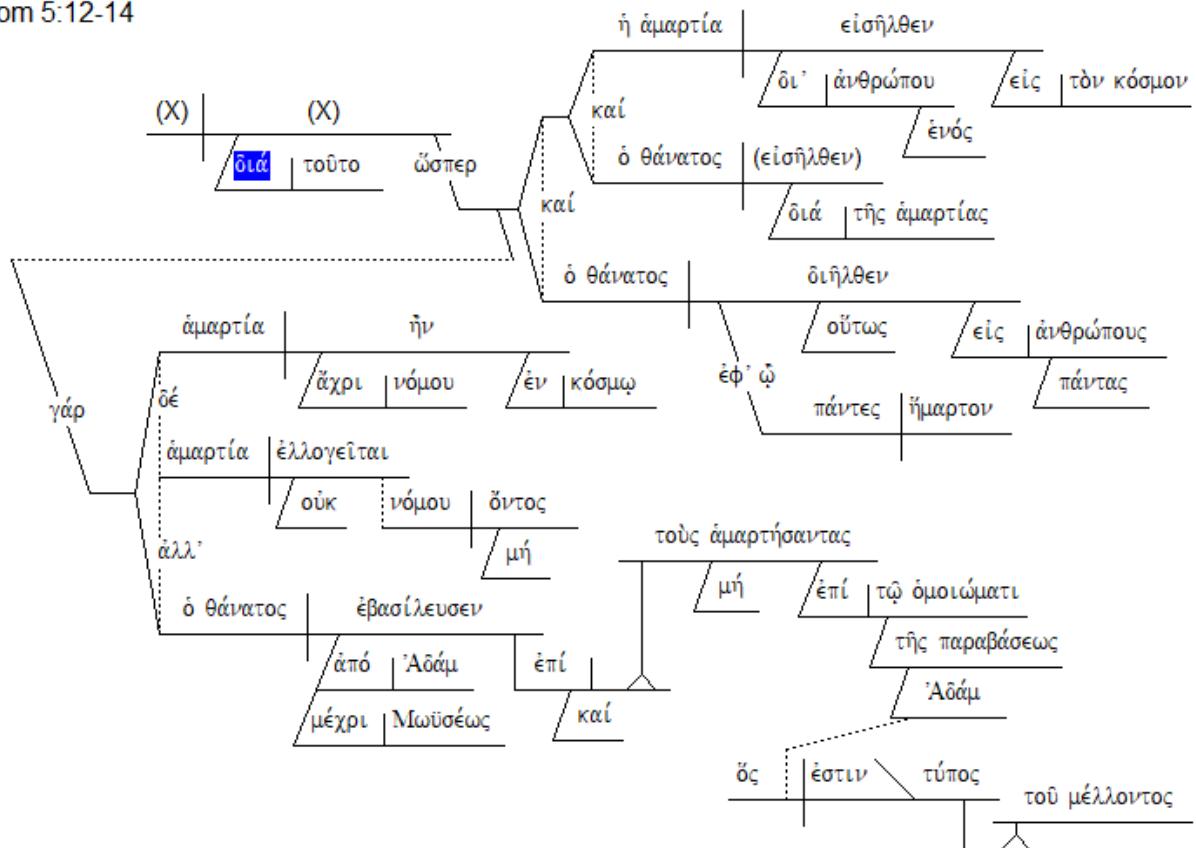 om 5:12-14
ἡ ἁμαρτία εἰσῆλθεν
δι’ ἀνθρώπου εἰς τὸν κόσμον
(X) (X) καί
ἑνός
διά τοῦτο ὥσπερ ὁ θάνατος (εἰσῆλθεν)
καί
διά τῆς ἁμαρτίας
ὁ θάνατος διῆλθεν
ἁμαρτία ἦν οὕτως εἰς ἀνθρώπους
ἐφ’ ᾧ πάντας
ἄχρι νόμου ἐν κόσμῳ
γάρ δέ πάντες ἥμαρτον
ἁμαρτία ἐλλογεῖται
οὐκ νόμου ὄντος
τοὺς ἁμαρτήσαντας
ἀλλ’ μή
μή ἐπί τῷ ὁμοιώματι
ὁ θάνατος ἐβασίλευσεν
τῆς παραβάσεως
ἀπό Ἀδάμ ἐπί
Ἀδάμ
μέχρι Μωϋσέως καί
ὅς ἐστιν τύπος
τοῦ μέλλοντος